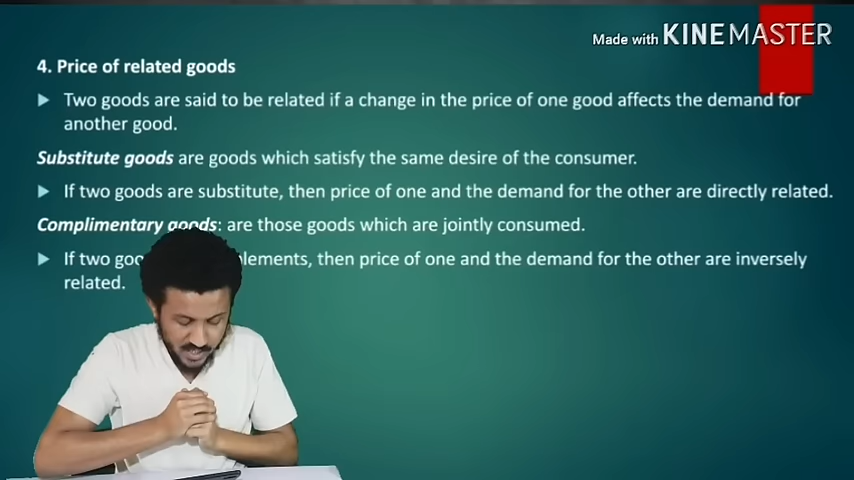 Made with KINEMASTER
4. Price of related goods
Two goods are said to be related if a change in the price of one good affects the demand for
another good.
Substitute goods are goods which satisfy the same desire of the consumer.
If two goods are substitute, then price of one and the demand for the other are directly related.
Complimentary goods: are those goods which are jointly consumed.
If two goo lements, then price of one and the demand for the other are inversely
related.